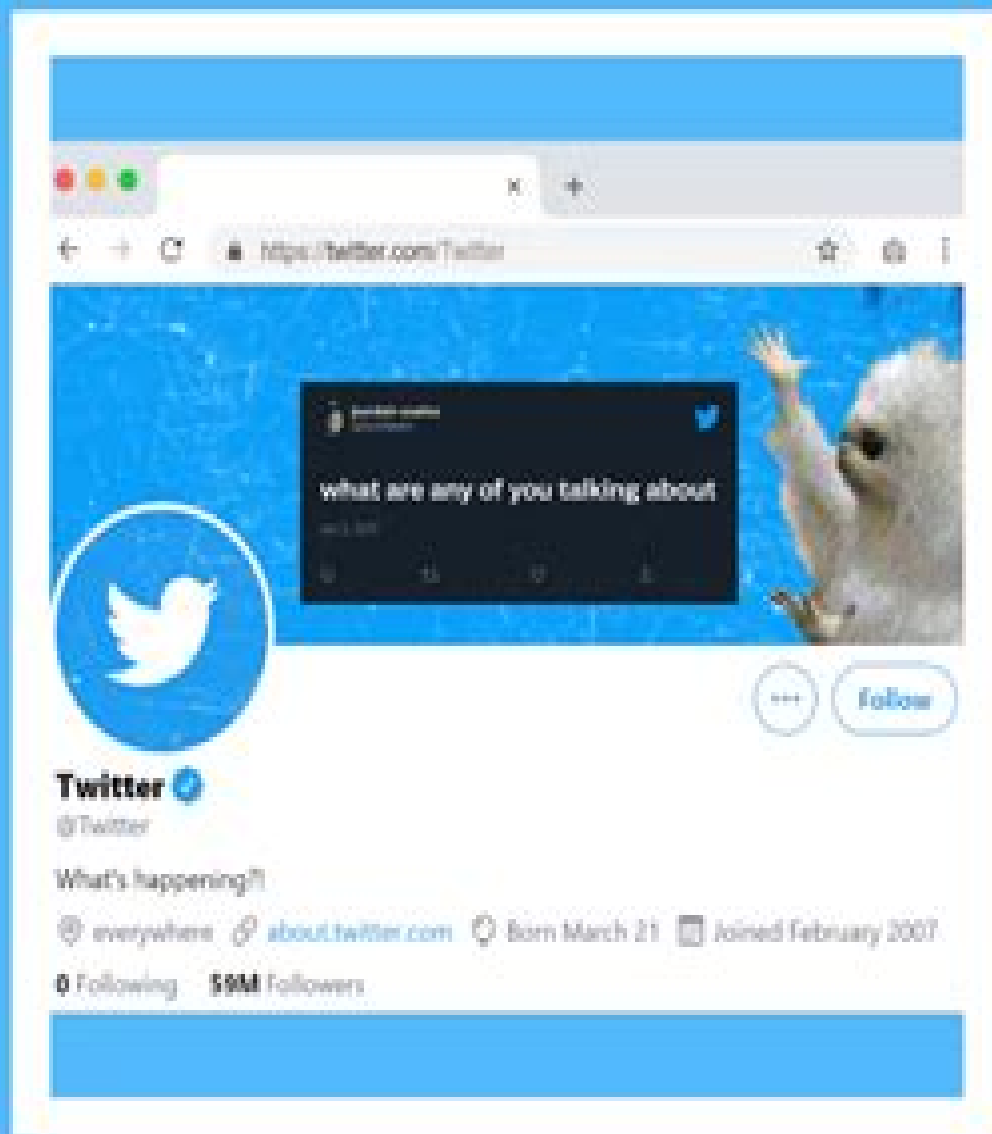 https://twitter.com/Twitter
what are any of you talking about
Follow
Twitter
@Twitter
What's happening?!
everywhere about.twitter.com Born March 21 Joined February 2007
0 Following 59M Followers